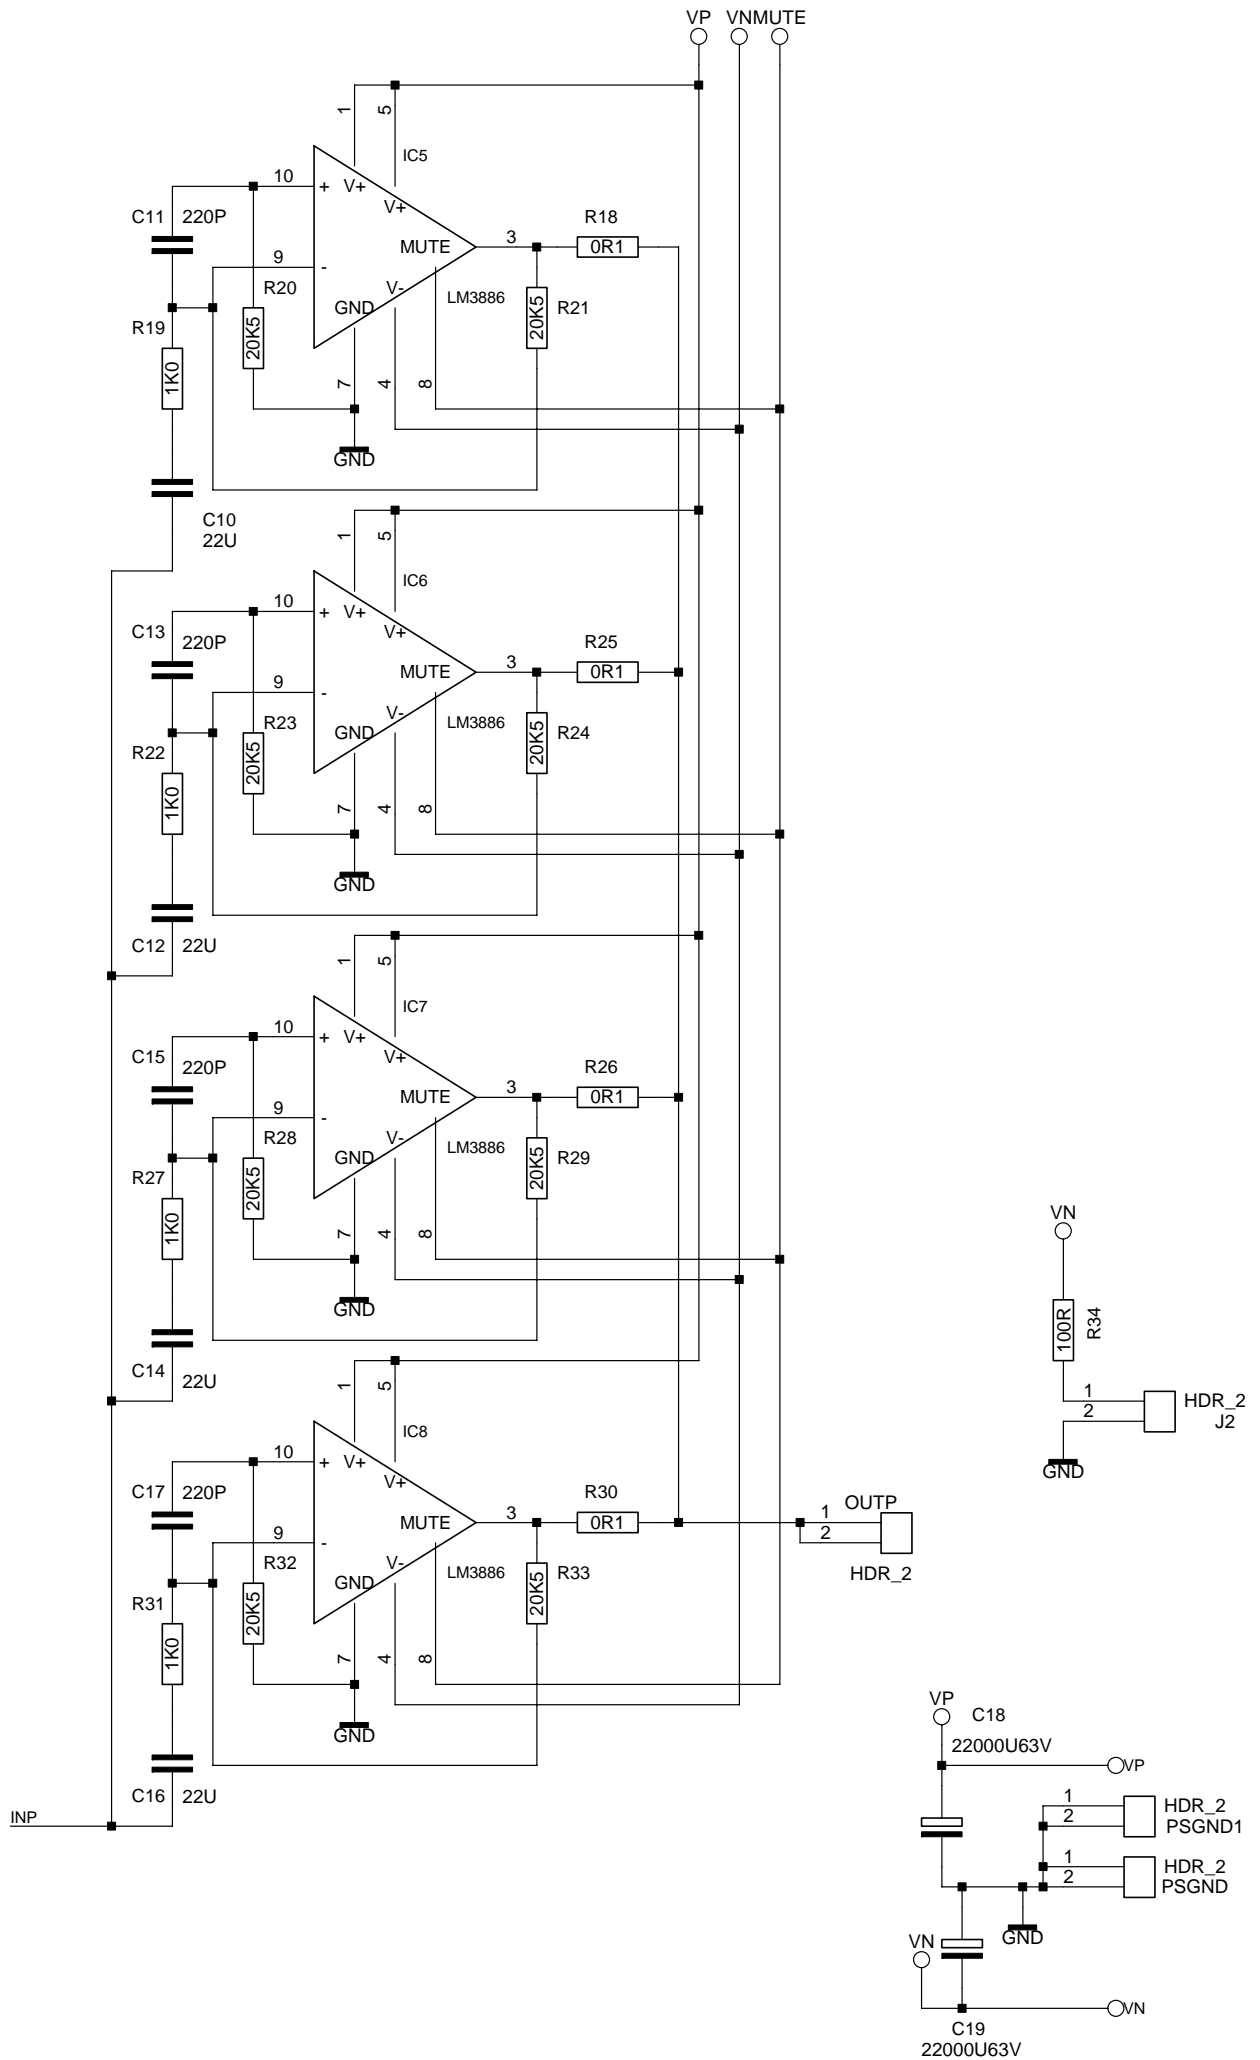 VP VNMUTE
1
5
IC5
10
+ V+
V+
C11 220P
R18
3
0R1
MUTE
9
-
R20
V-
LM3886
GND
R21
20K5
20K5
R19
1K0
7
4
8
GND
C10
22U
1
5
IC6
10
+ V+
V+
C13
220P
R25
3
0R1
MUTE
9
-
R23
V-
LM3886
GND
R24
20K5
20K5
R22
1K0
7
4
8
GND
C12 22U
1
5
IC7
10
+ V+
V+
C15
220P
R26
3
0R1
MUTE
9
-
R28
V-
LM3886
GND
R29
20K5
20K5
R27
1K0
7
4
8
GND
C14
22U
VN
100R
R34
1
2
HDR_2
J2
GND
1
5
IC8
10
+ V+
V+
C17 220P
R30
3
0R1
MUTE
9
-
R32
V-
LM3886
GND
R33
20K5
20K5
R31
1K0
7
4
8
GND
OUTP
1
2
HDR_2
C16 22U
INP
VP
C18
22000U63V
VP
1
2
HDR_2
PSGND1
1
2
HDR_2
PSGND
GND
VN
VN
C19
22000U63V